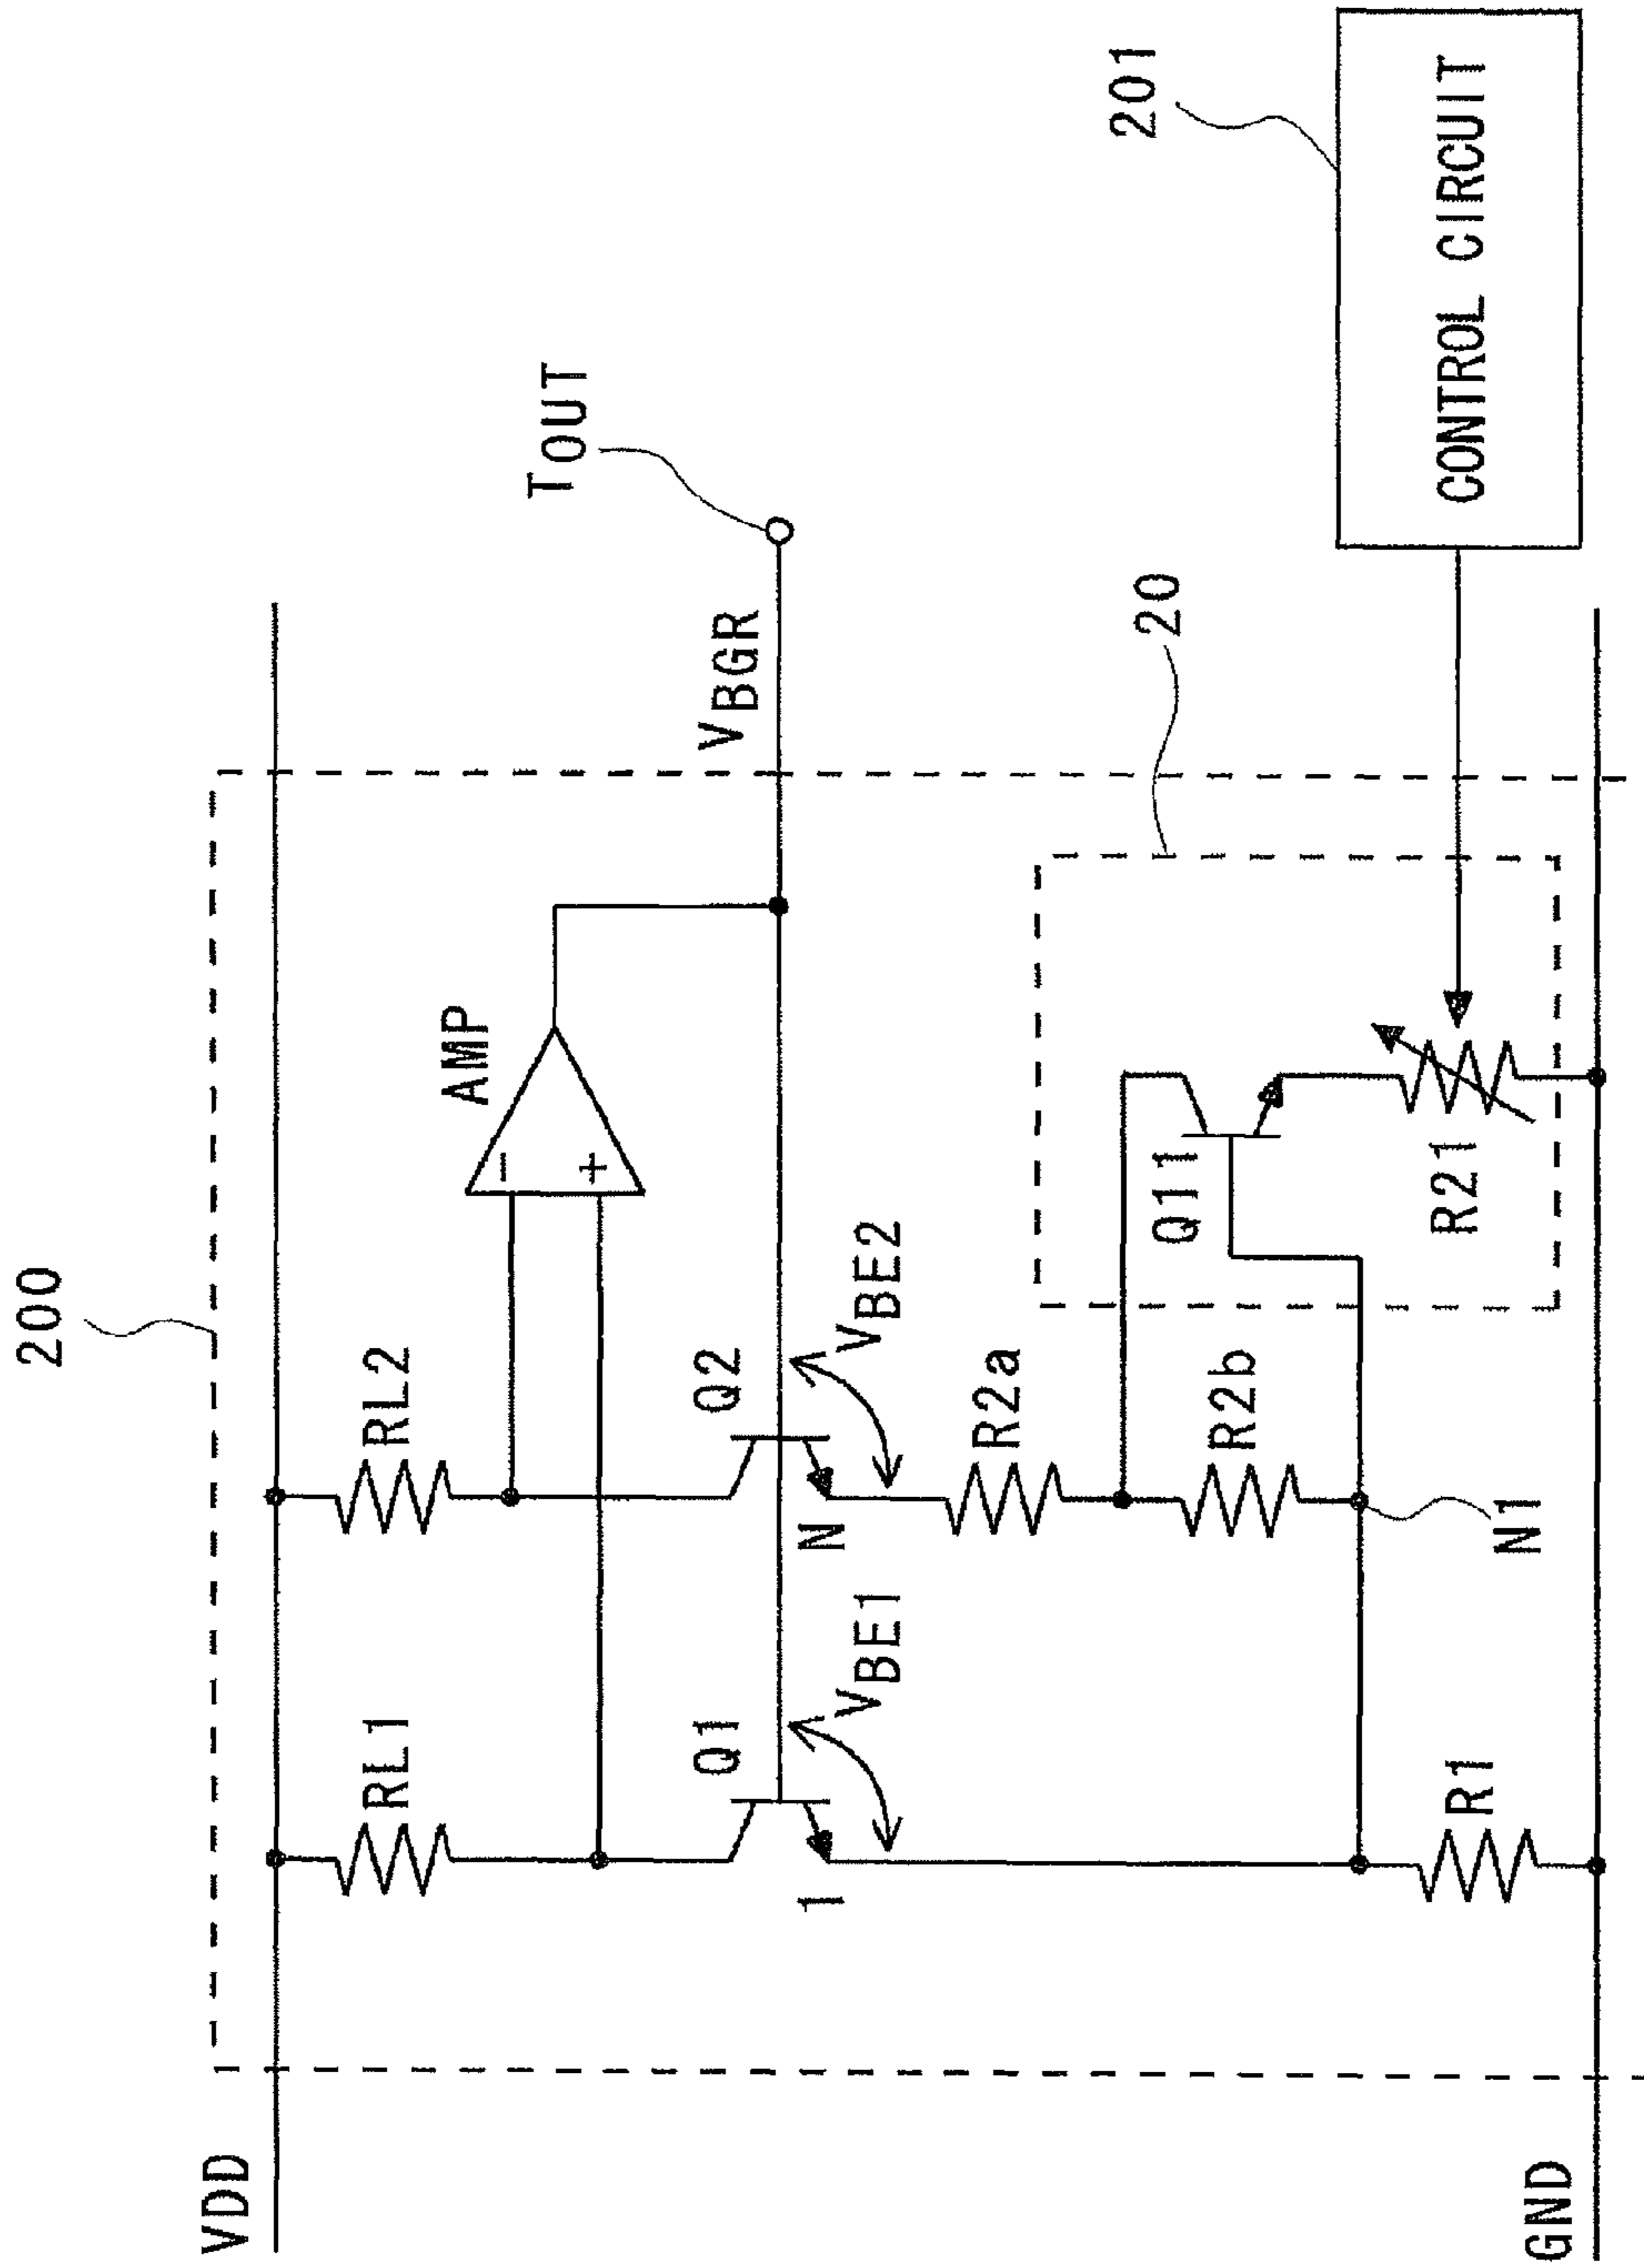 200
VDD
RL1
RL2
AMP
−
+
TOUT
Q1
Q2
VBGR
1
N
VBE1
VBE2
R2a
Q11
20
201
R2b
R1
N1
R21
CONTROL CIRCUIT
GND